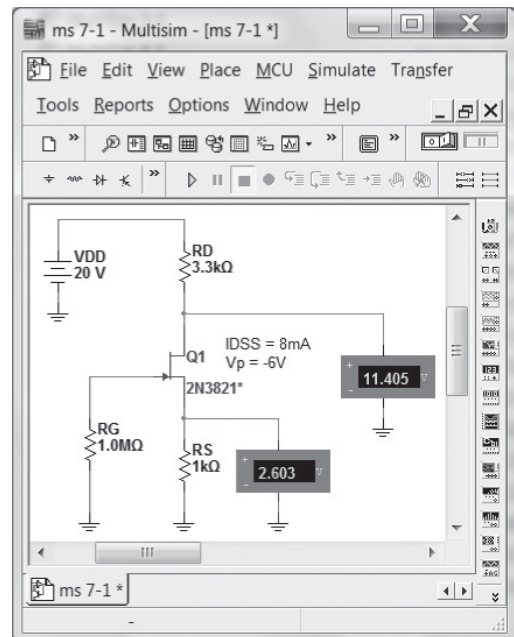 ms 7-1 - Multisim - [ms 7-1 *]
File Edit View Place MCU Simulate Transfer
Tools Reports Options Window Help
VDD
20 V
RD
3.3kΩ
Q1
IDSS = 8mA
Vp = -6V
2N3821*
11.405 V
RG
1.0MΩ
RS
1kΩ
2.603 V
ms 7-1 *